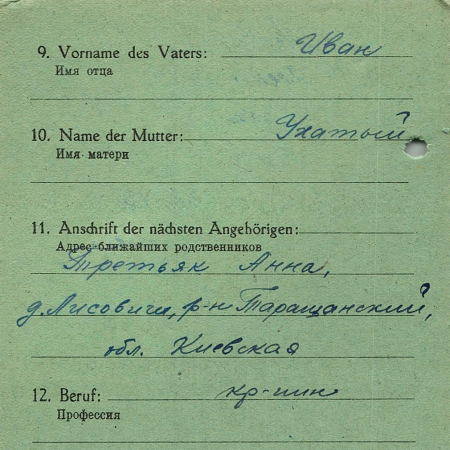 9. Vorname des Vaters: Иван
Имя отца
10. Name der Mutter: Ухатый
Имя матери
11. Anschrift der nächsten Angehörigen:
Адрес ближайших родственников
Третьяк Анна,
д. Лисовичи, р-н Таращанский,
обл. Киевская
12. Beruf: кр-нин
Профессия